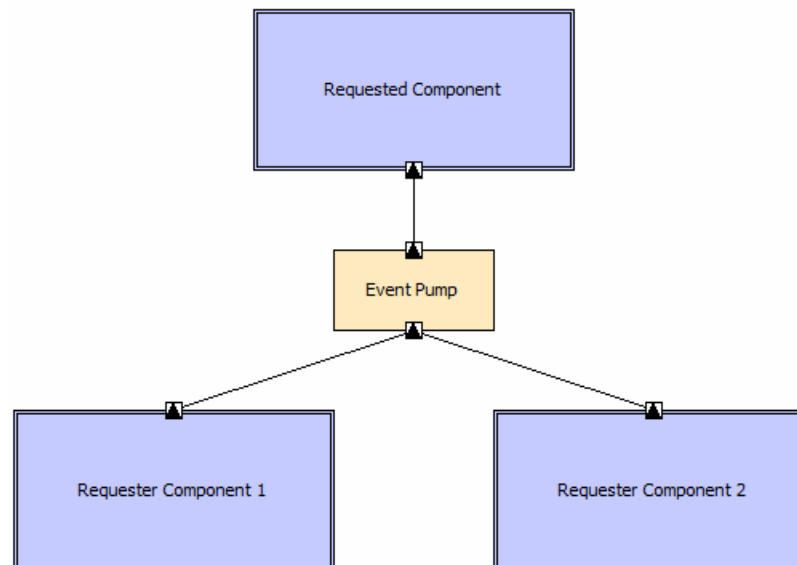 Requested Component
Event Pump
Requester Component 1
Requester Component 2